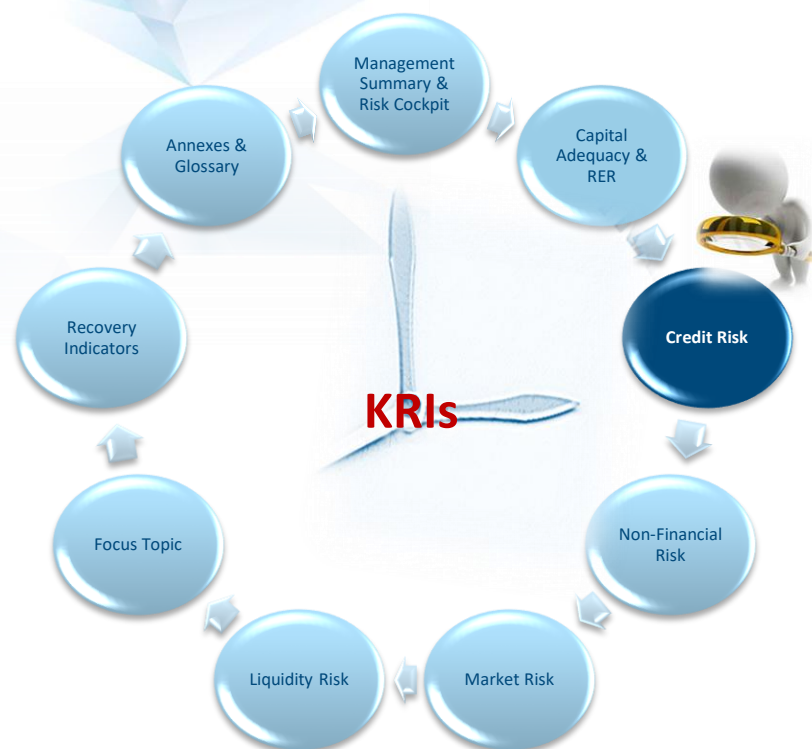 Management
Summary &
Risk Cockpit
Capital
Adequacy &
RER
Credit Risk
Non-Financial
Risk
Market Risk
Liquidity Risk
Focus Topic
Recovery
Indicators
Annexes &
Glossary
KRIs